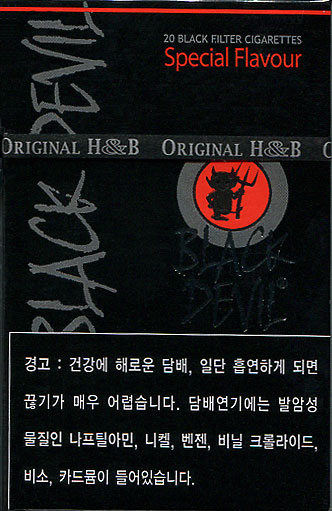 20 BLACK FILTER CIGARETTES
Special Flavour
BLACK DEVIL
ORIGINAL H&B ORIGINAL H&B
BLACK
DEVIL
경고 : 건강에 해로운 담배, 일단 흡연하게 되면
끊기가 매우 어렵습니다. 담배연기에는 발암성
물질인 나프틸아민, 니켈, 벤젠, 비닐 크롤라이드,
비소, 카드뮴이 들어있습니다.